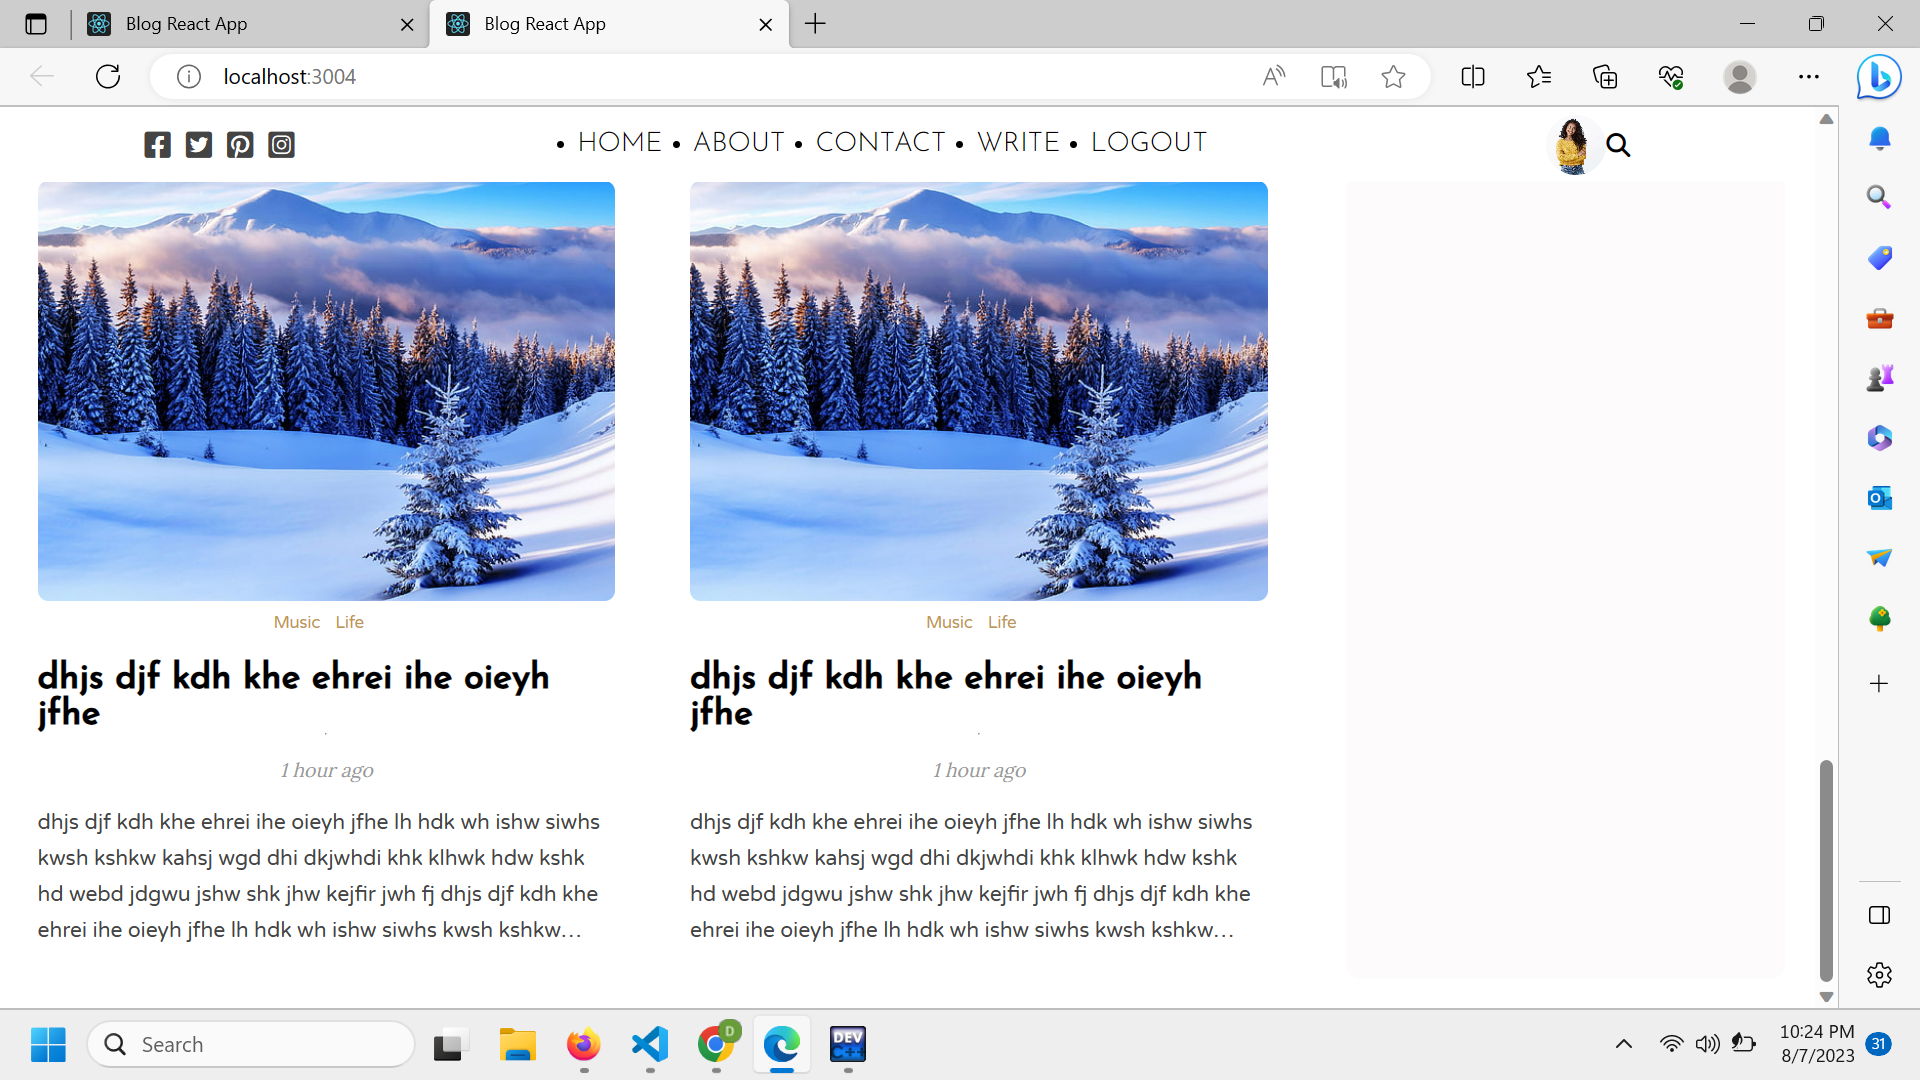 Blog React App
Blog React App
localhost:3004
HOME ABOUT CONTACT WRITE LOGOUT
Music Life
dhjs djf kdh khe ehrei ihe oieyh
jfhe
1 hour ago
dhjs djf kdh khe ehrei ihe oieyh jfhe lh hdk wh ishw siwhs
kwsh kshkw kahsj wgd dhi dkjwhdi khk klhwk hdw kshk
hd webd jdgwu jshw shk jhw kejfir jwh fj dhjs djf kdh khe
ehrei ihe oieyh jfhe lh hdk wh ishw siwhs kwsh kshkw...
Music Life
dhjs djf kdh khe ehrei ihe oieyh
jfhe
1 hour ago
dhjs djf kdh khe ehrei ihe oieyh jfhe lh hdk wh ishw siwhs
kwsh kshkw kahsj wgd dhi dkjwhdi khk klhwk hdw kshk
hd webd jdgwu jshw shk jhw kejfir jwh fj dhjs djf kdh khe
ehrei ihe oieyh jfhe lh hdk wh ishw siwhs kwsh kshkw...
Search
D
DEV
C++
10:24 PM
8/7/2023
31